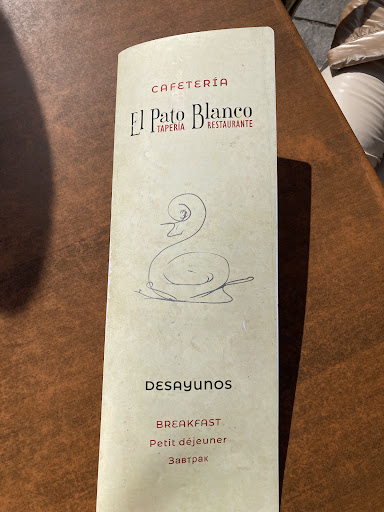 CAFETERÍA
El Pato Blanco
TAPERÍA RESTAURANTE
DESAYUNOS
BREAKFAST
Petit déjeuner
Завтрак